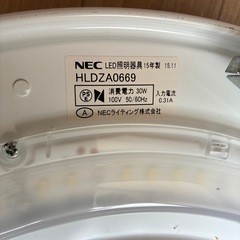 NEC LED照明器具 15年製 15.11
HLDZA0669
消費電力 30W
100V 50/60Hz
入力電流
0.31A
A NECライティング株式会社